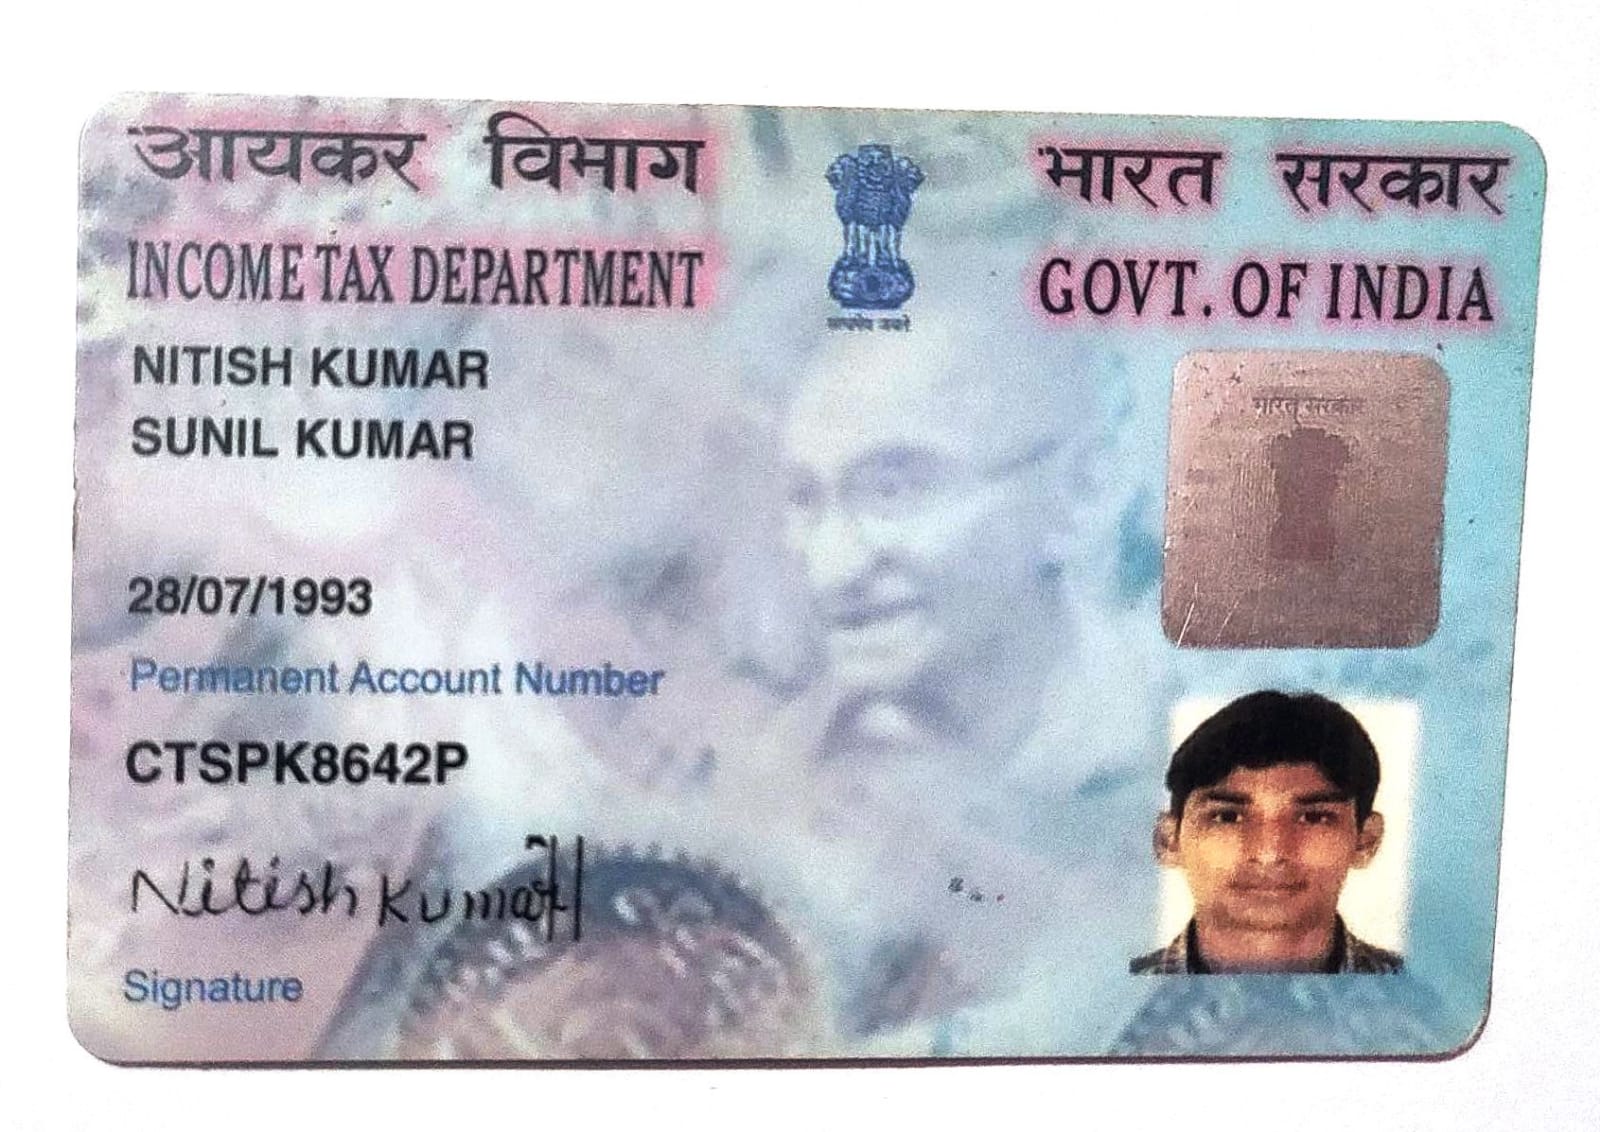 आयकर विभाग
भारत सरकार
INCOME TAX DEPARTMENT
GOVT. OF INDIA
सत्यमेव जयते
NITISH KUMAR
SUNIL KUMAR
भारत सरकार
28/07/1993
Permanent Account Number
CTSPK8642P
Nitish Kumar
Signature